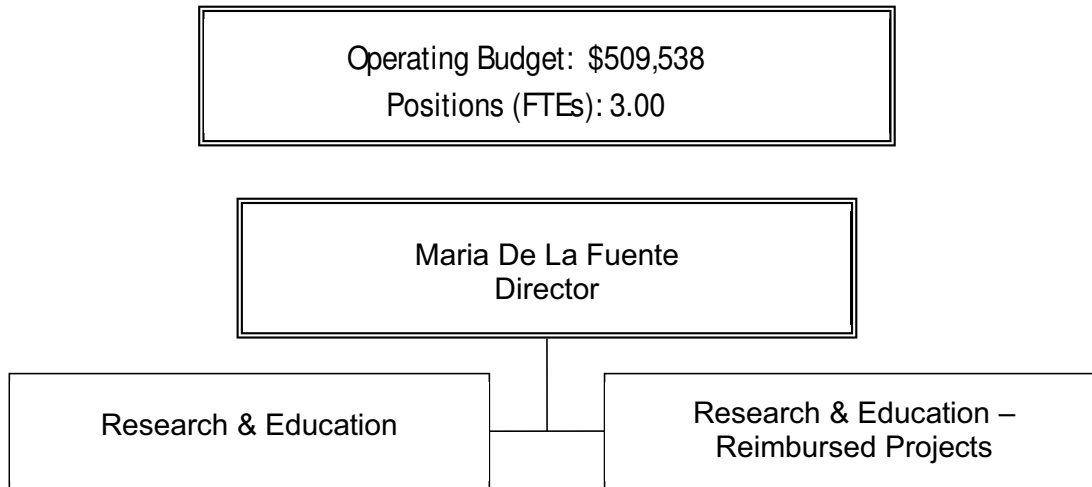 Operating Budget: $509,538
Positions (FTEs): 3.00
Maria De La Fuente
Director
Research & Education
Research & Education –
Reimbursed Projects